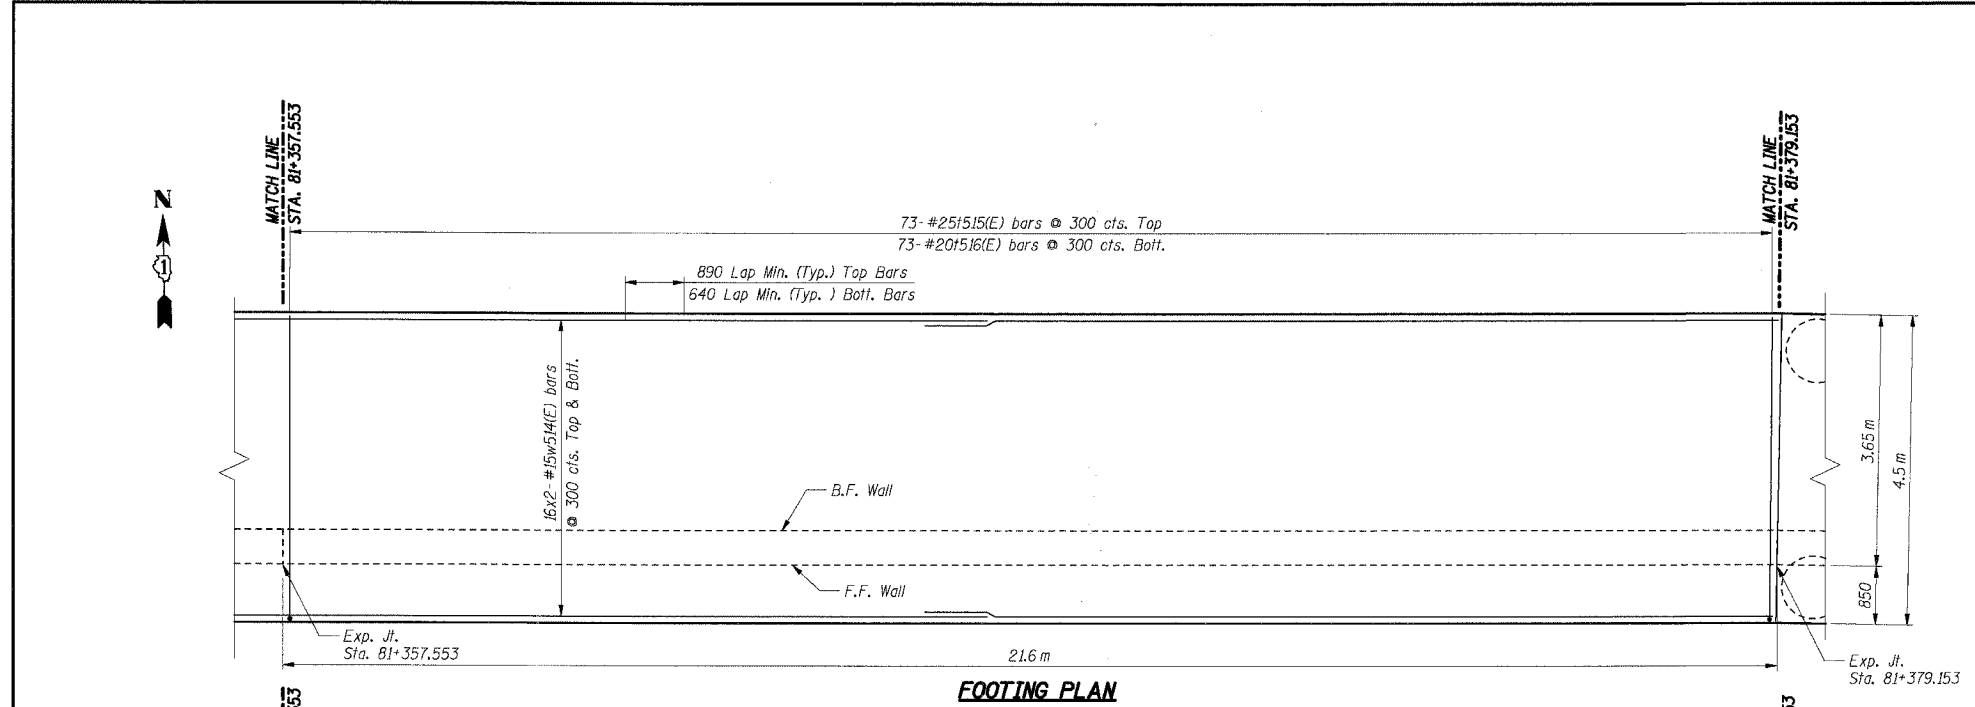 MATCH LINE
STA. 81+357.553
MATCH LINE
STA. 81+379.153
N
1
73- #25t515(E) bars @ 300 cts. Top
73- #20t516(E) bars @ 300 cts. Bott.
890 Lap Min. (Typ.) Top Bars
640 Lap Min. (Typ. ) Bott. Bars
16x2- #15w514(E) bars
@ 300 cts. Top & Bott.
3.65 m
4.5 m
850
B.F. Wall
F.F. Wall
Exp. Jt.
Sta. 81+357.553
21.6 m
Exp. Jt.
Sta. 81+379.153
FOOTING PLAN
53
53